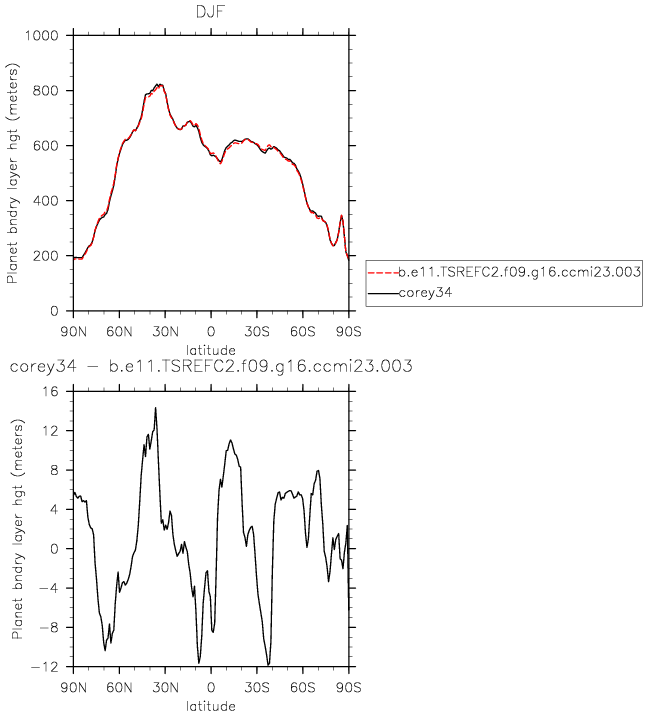 DJF
1000
800
600
400
200
0
Planet bndry layer hgt (meters)
90N 60N 30N 0 30S 60S 90S
latitude
b.e11.TSREFC2.f09.g16.ccmi23.003
corey34
corey34 − b.e11.TSREFC2.f09.g16.ccmi23.003
16
12
8
4
0
−4
−8
−12
Planet bndry layer hgt (meters)
90N 60N 30N 0 30S 60S 90S
latitude